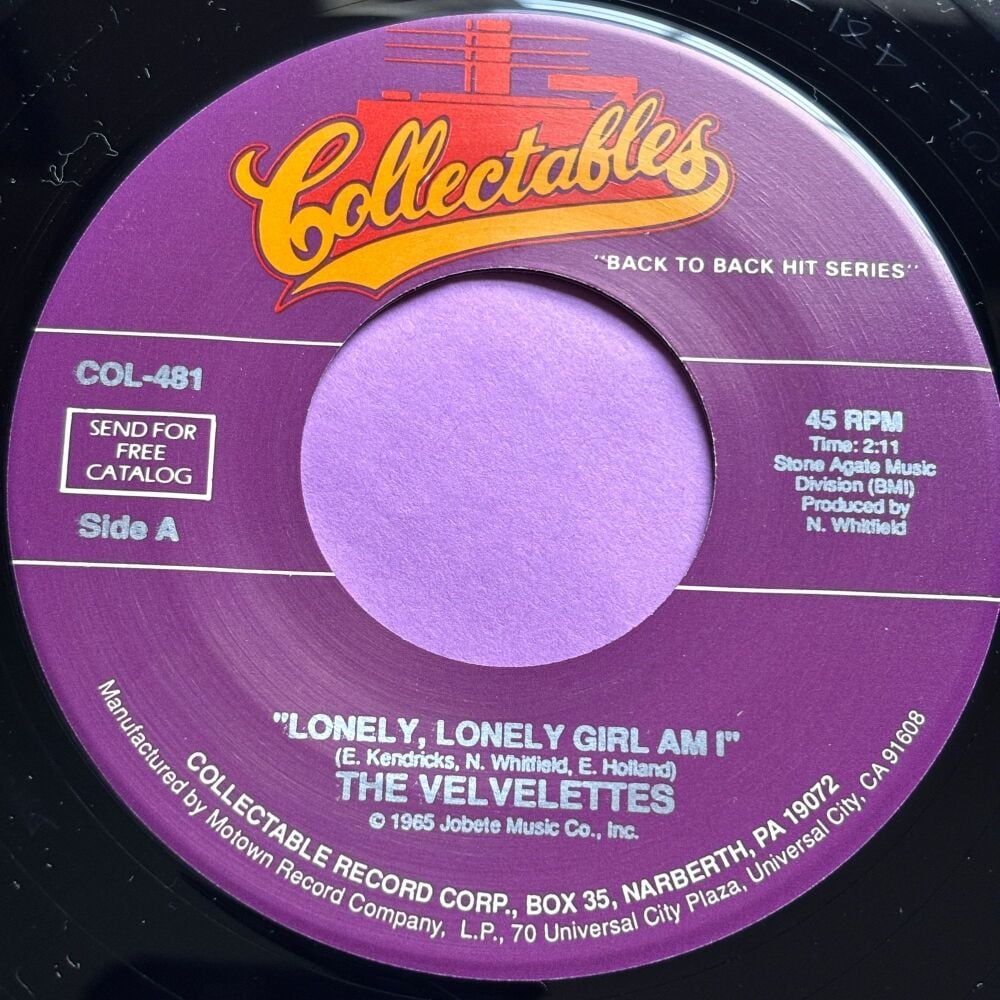 Collectables
"BACK TO BACK HIT SERIES"
COL-481
SEND FOR
FREE
CATALOG
Side A
45 RPM
Time: 2:11
Stone Agate Music
Division (BMI)
Produced by
N. Whitfield
"LONELY, LONELY GIRL AM I"
(E. Kendricks, N. Whitfield, E. Holland)
THE VELVELETTES
© 1965 Jobete Music Co., Inc.
COLLECTABLE RECORD CORP., BOX 35, NARBERTH, PA 19072
Manufactured by Motown Record Company, L.P., 70 Universal City Plaza, Universal City, CA 91608